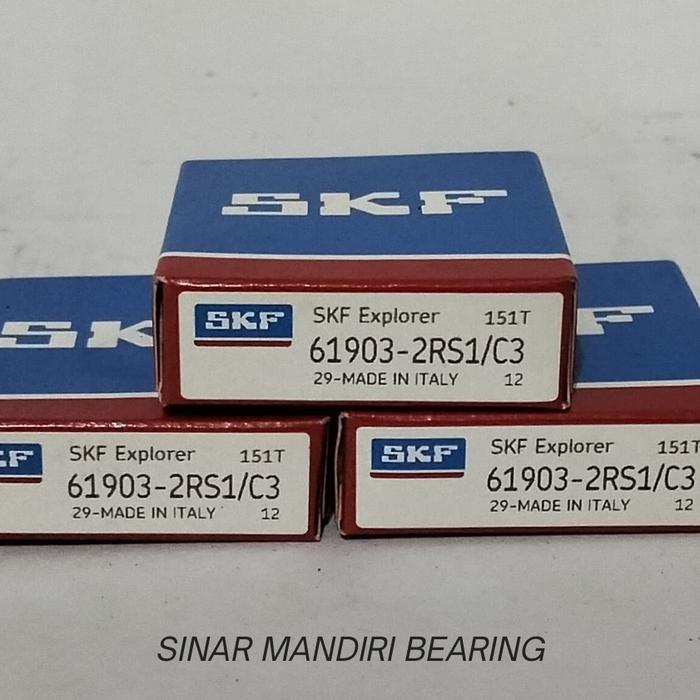 SKF
SKF
SKF Explorer 151T
61903-2RS1/C3
29-MADE IN ITALY 12
SKF Explorer 151T
61903-2RS1/C3
29-MADE IN ITALY 12
SKF
SKF Explorer 151T
61903-2RS1/C3
29-MADE IN ITALY 12
SINAR MANDIRI BEARING